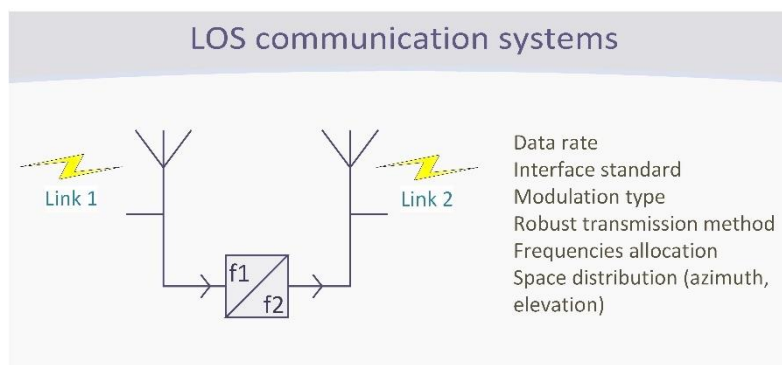 LOS communication systems
Link 1
f1
f2
Link 2
Data rate
Interface standard
Modulation type
Robust transmission method
Frequencies allocation
Space distribution (azimuth,
elevation)